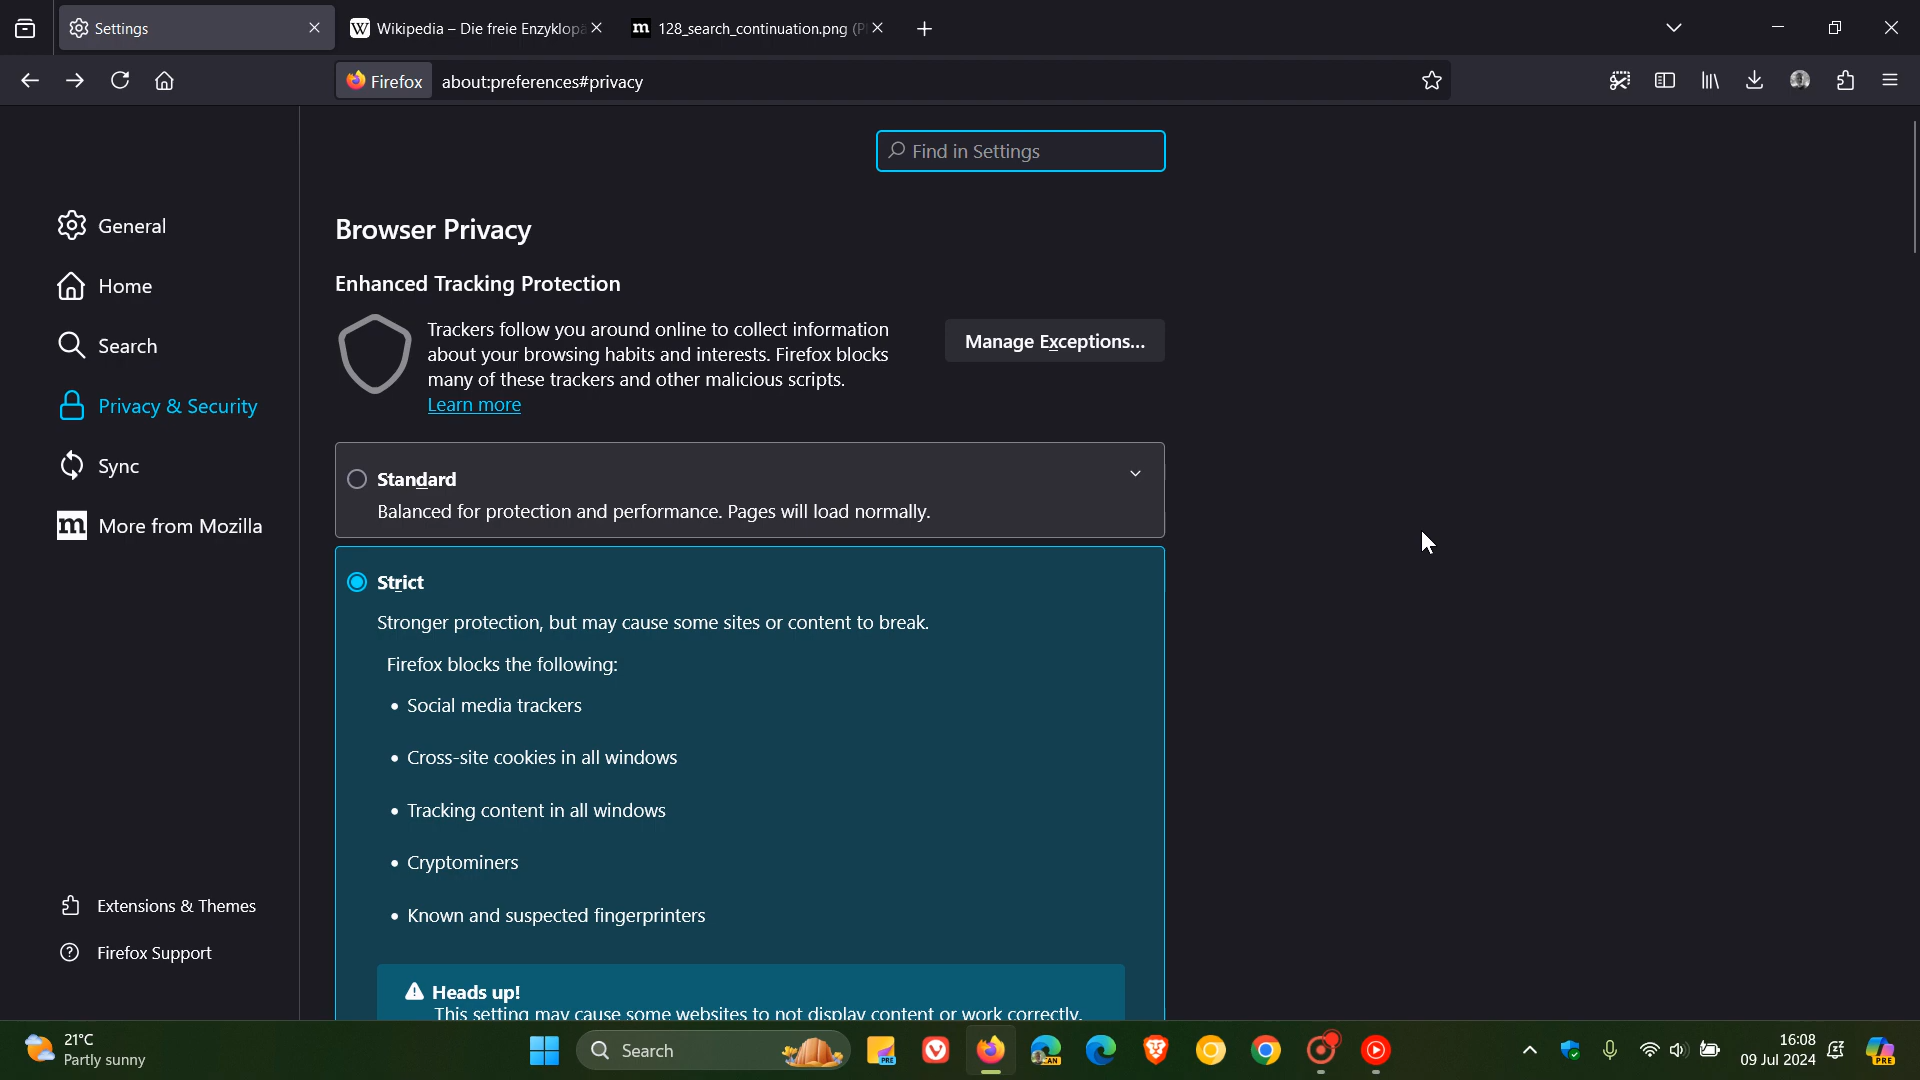 Settings
Wikipedia – Die freie Enzyklopä
128_search_continuation.png (P
Firefox
about:preferences#privacy
Find in Settings
General
Home
Search
Privacy & Security
Sync
More from Mozilla
Extensions & Themes
Firefox Support
Browser Privacy
Enhanced Tracking Protection
Trackers follow you around online to collect information
about your browsing habits and interests. Firefox blocks
many of these trackers and other malicious scripts.
Learn more
Manage Exceptions...
Standard
Balanced for protection and performance. Pages will load normally.
Strict
Stronger protection, but may cause some sites or content to break.
Firefox blocks the following:
• Social media trackers
• Cross-site cookies in all windows
• Tracking content in all windows
• Cryptominers
• Known and suspected fingerprinters
Heads up!
This setting may cause some websites to not display content or work correctly.
21°C
Partly sunny
Search
PRE
CAN
16:08
09 Jul 2024
PRE